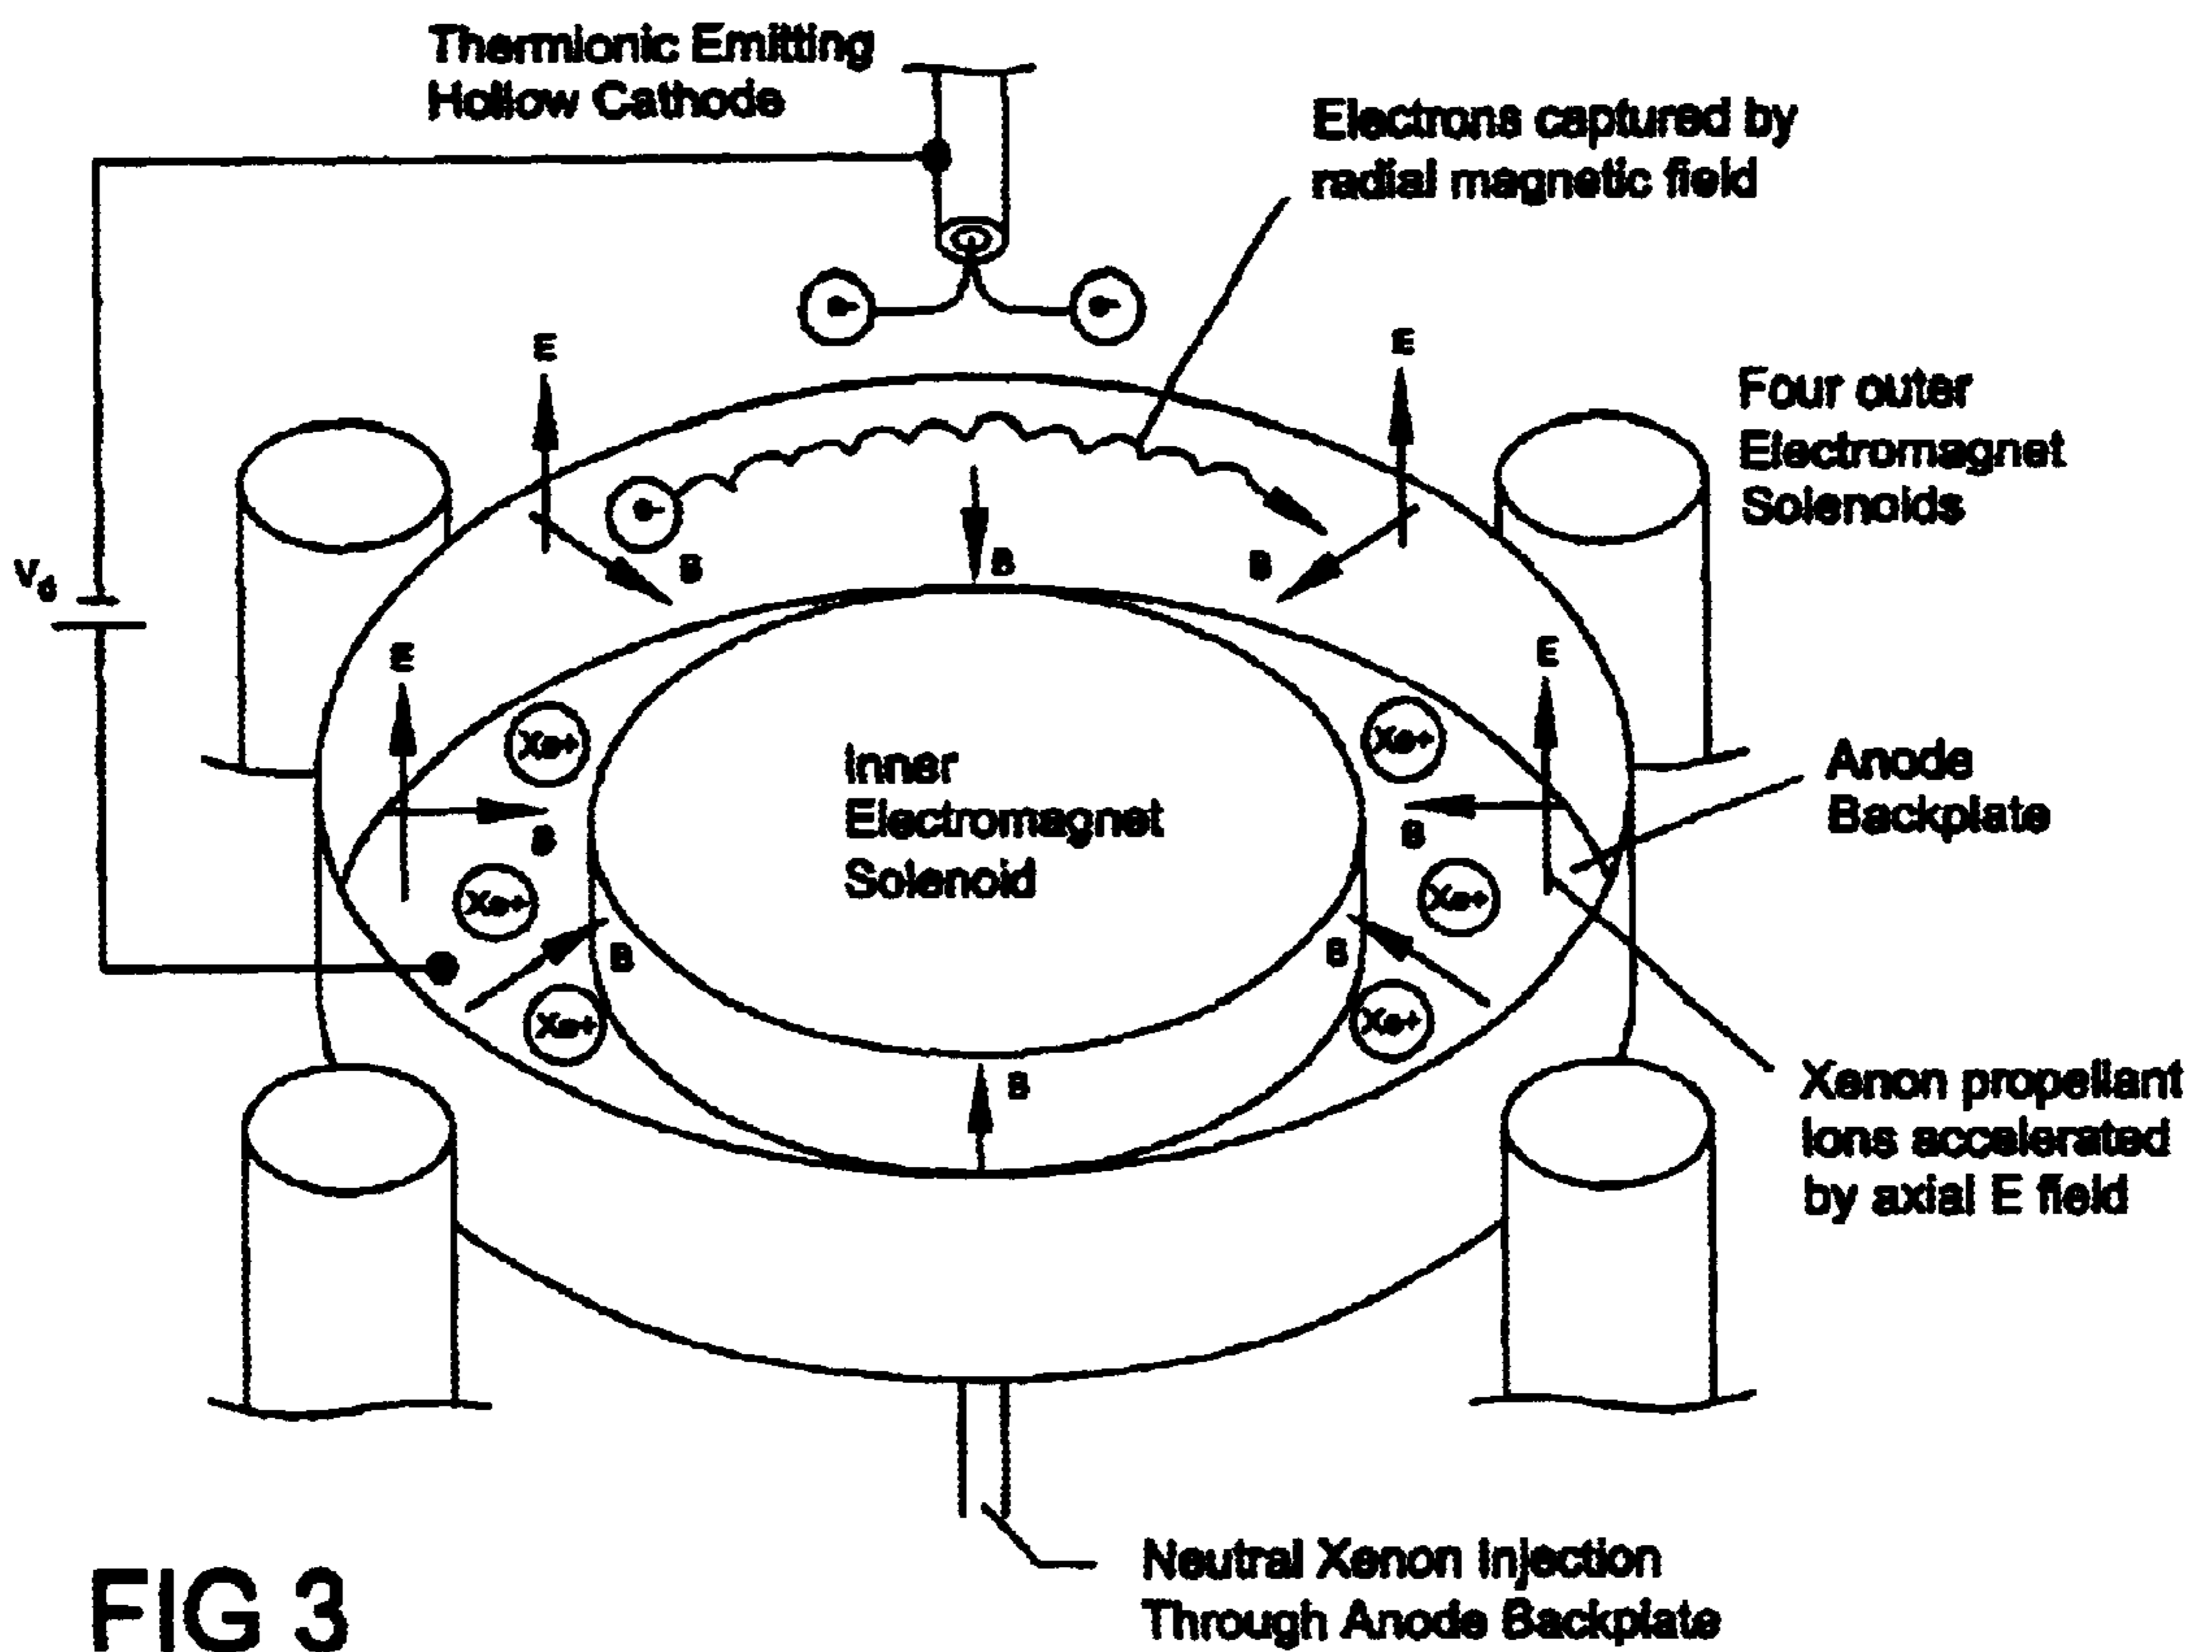 Thermionic Emitting
Hollow Cathode
Electrons captured by
radial magnetic field
e-
e-
E
E
Four outer
Electromagnet
Solenoids
e-
B
B
B
Vd
E
E
Xe+
Xe+
Inner
Electromagnet
Solenoid
Anode
Backplate
B
B
Xe+
Xe+
B
B
Xe+
Xe+
B
Xenon propellant
ions accelerated
by axial E field
Neutral Xenon Injection
Through Anode Backplate
FIG 3